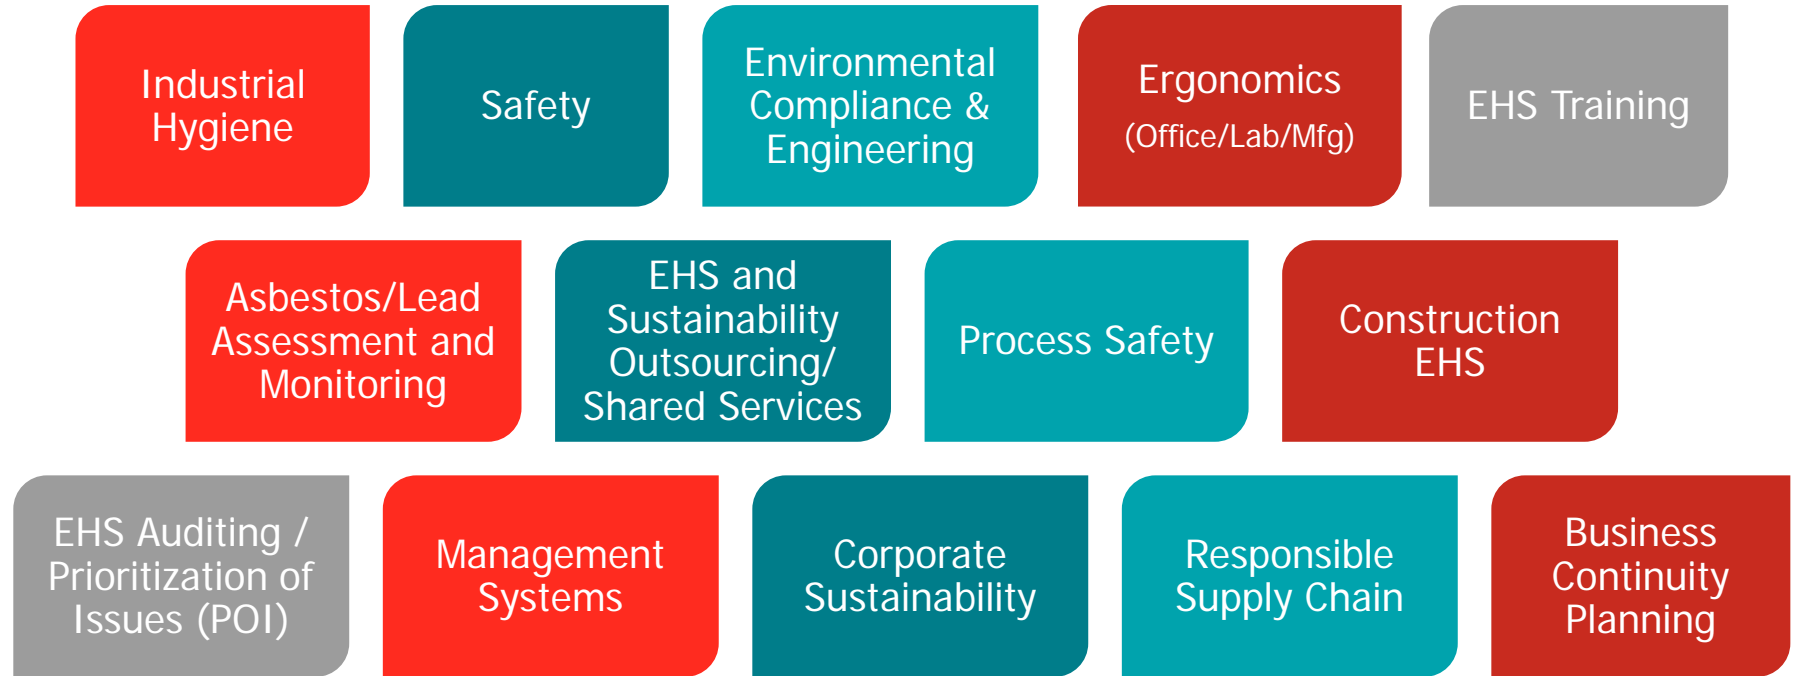 Industrial
Hygiene
Safety
Environmental
Compliance &
Engineering
Ergonomics
(Office/Lab/Mfg)
EHS Training
Asbestos/Lead
Assessment and
Monitoring
EHS and
Sustainability
Outsourcing/
Shared Services
Process Safety
Construction
EHS
EHS Auditing /
Prioritization of
Issues (POI)
Management
Systems
Corporate
Sustainability
Responsible
Supply Chain
Business
Continuity
Planning